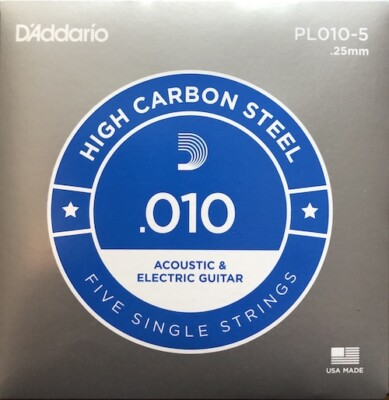 D'Addario
PL010-5
.25mm
HIGH CARBON STEEL
.010
ACOUSTIC &
ELECTRIC GUITAR
FIVE SINGLE STRINGS
USA MADE